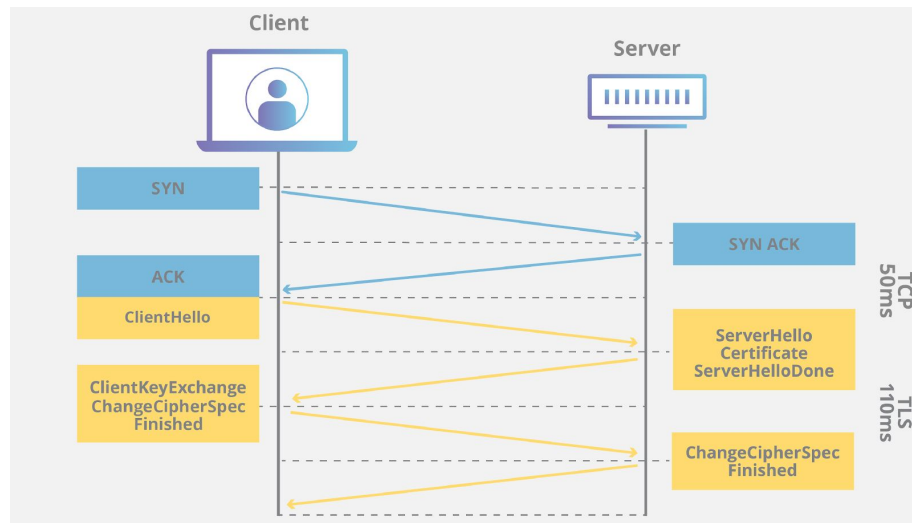 Client
Server
SYN
SYN ACK
ACK
ClientHello
TCP
50ms
ServerHello
Certificate
ServerHelloDone
ClientKeyExchange
ChangeCipherSpec
Finished
TLS
110ms
ChangeCipherSpec
Finished